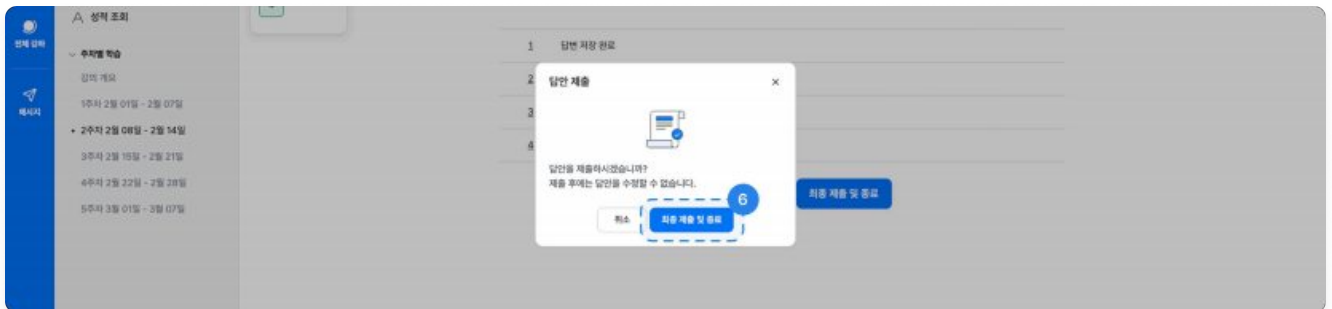 성적 조회
전체 강좌
주차별 학습
강의 개요
메시지
1주차 2월 01일 - 2월 07일
2주차 2월 08일 - 2월 14일
3주차 2월 15일 - 2월 21일
4주차 2월 22일 - 2월 28일
5주차 3월 01일 - 3월 07일
1 답변 저장 완료
2
3
4
답안 제출
답안을 제출하시겠습니까?
제출 후에는 답안을 수정할 수 없습니다.
6
취소
최종 제출 및 종료
최종 제출 및 종료